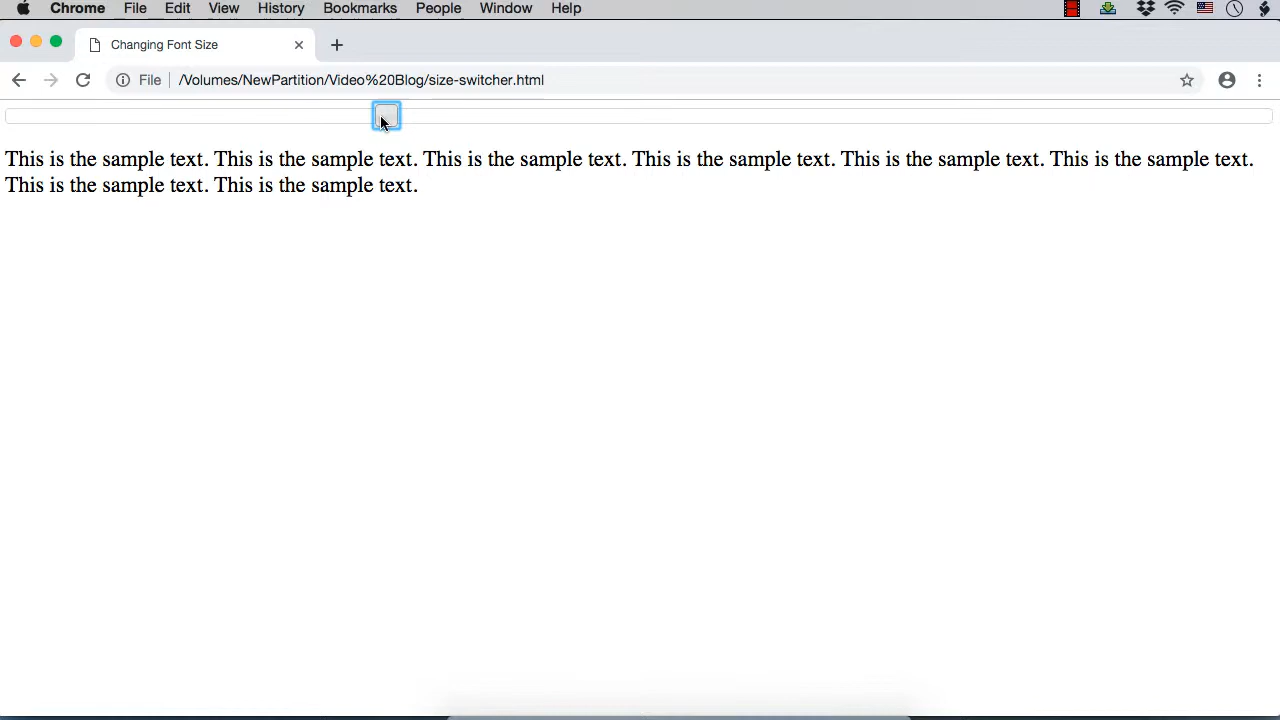 Chrome File Edit View History Bookmarks People Window Help
Changing Font Size
File /Volumes/NewPartition/Video%20Blog/size-switcher.html
This is the sample text. This is the sample text. This is the sample text. This is the sample text. This is the sample text. This is the sample text.
This is the sample text. This is the sample text.